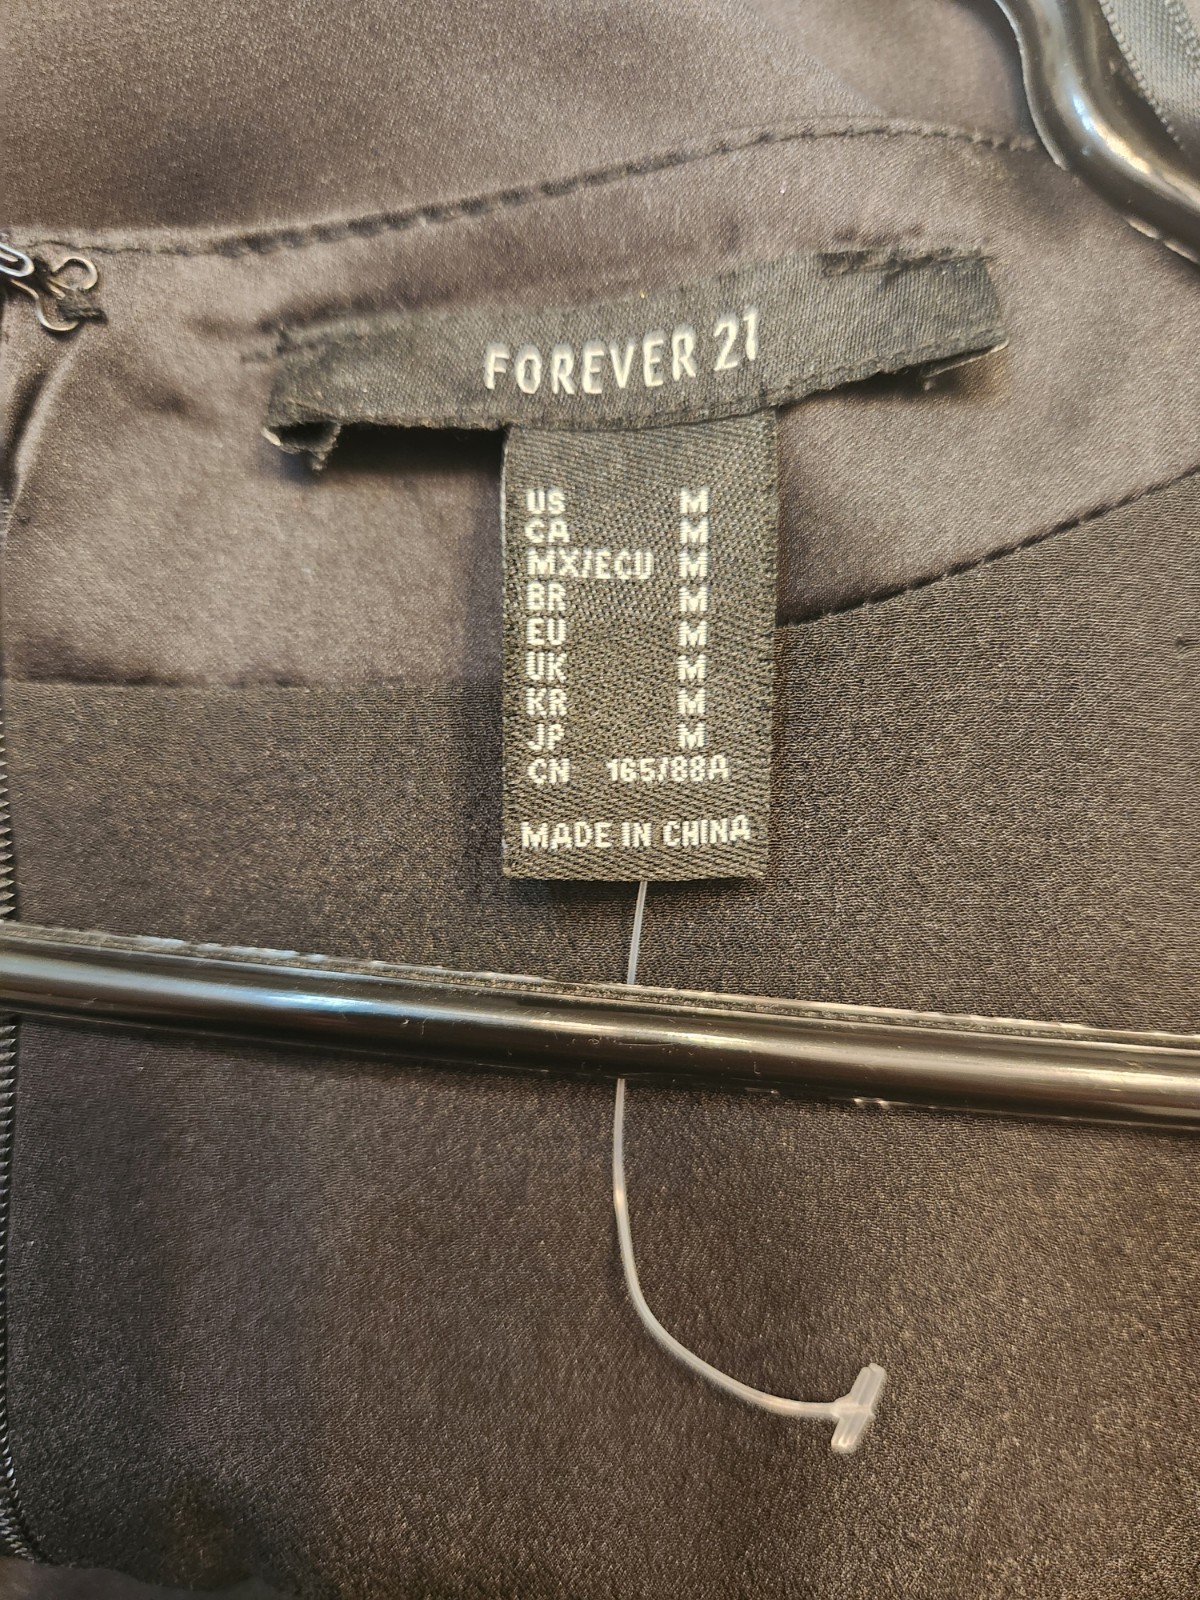 FOREVER 21
US M
CA M
MX/ECU M
BR M
EU M
UK M
KR M
JP M
CN 165/88A
MADE IN CHINA